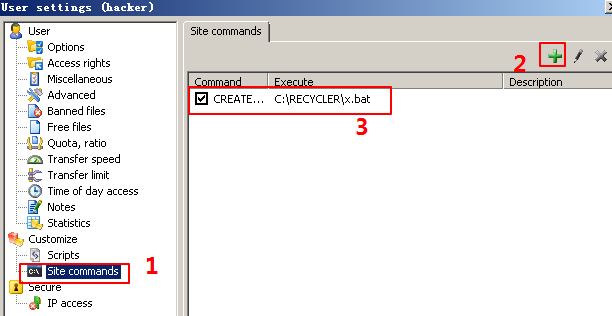 User settings (hacker)
User
Options
Access rights
Miscellaneous
Advanced
Banned files
Free files
Quota, ratio
Transfer speed
Transfer limit
Time of day access
Notes
Statistics
Customize
Scripts
C:\ Site commands
Secure
IP access
1
Site commands
2
Command Execute Description
CREATE... C:\RECYCLER\x.bat
3